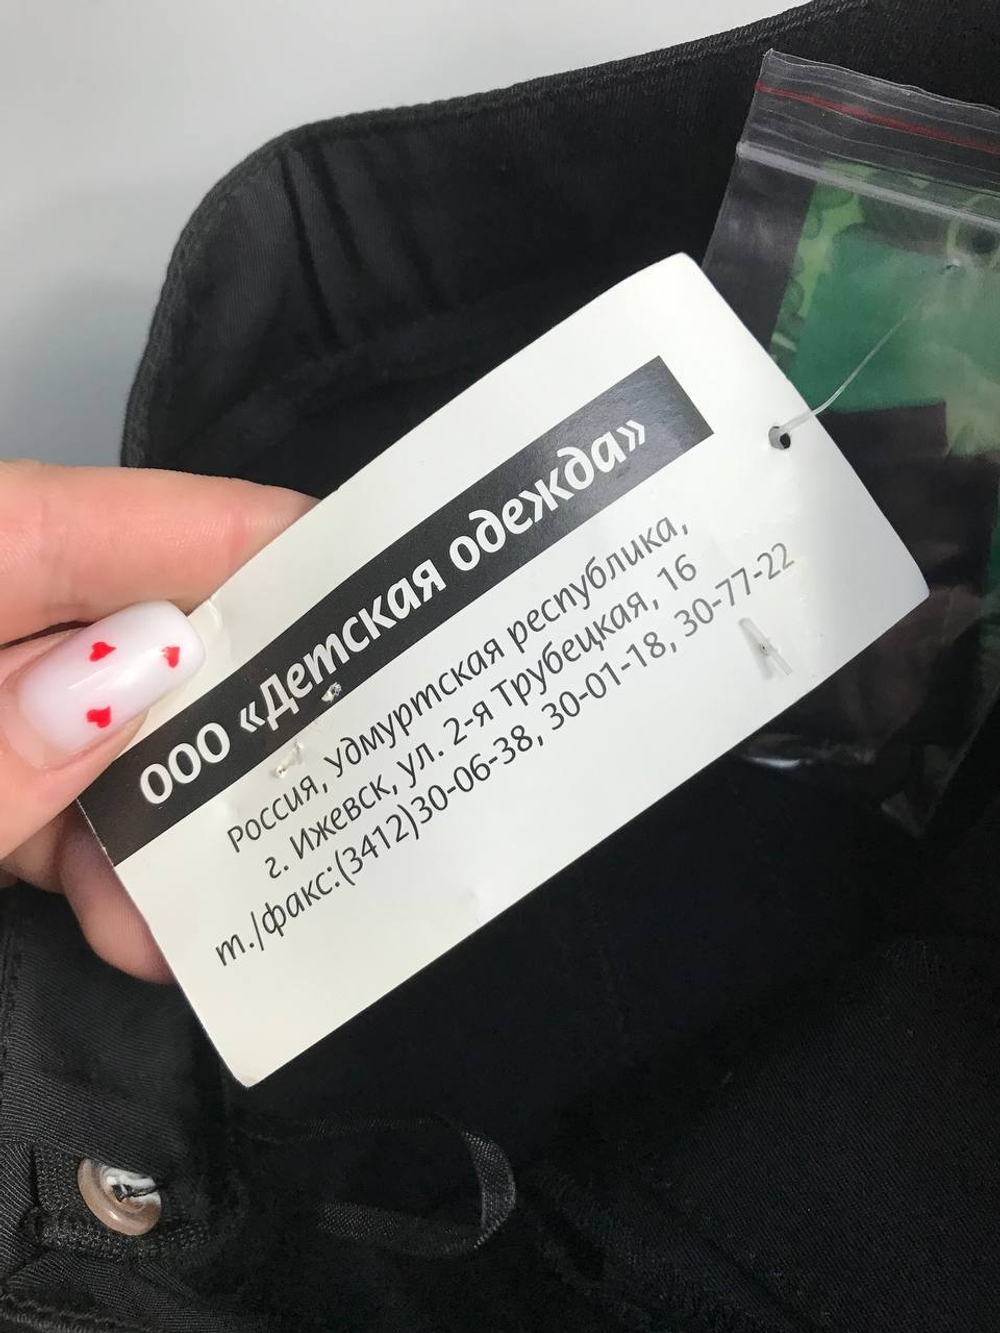 ООО «Детская одежда»
Россия, Удмуртская республика,
г. Ижевск, ул. 2-я Трубецкая, 16
т./факс:(3412)30-06-38, 30-01-18, 30-77-22